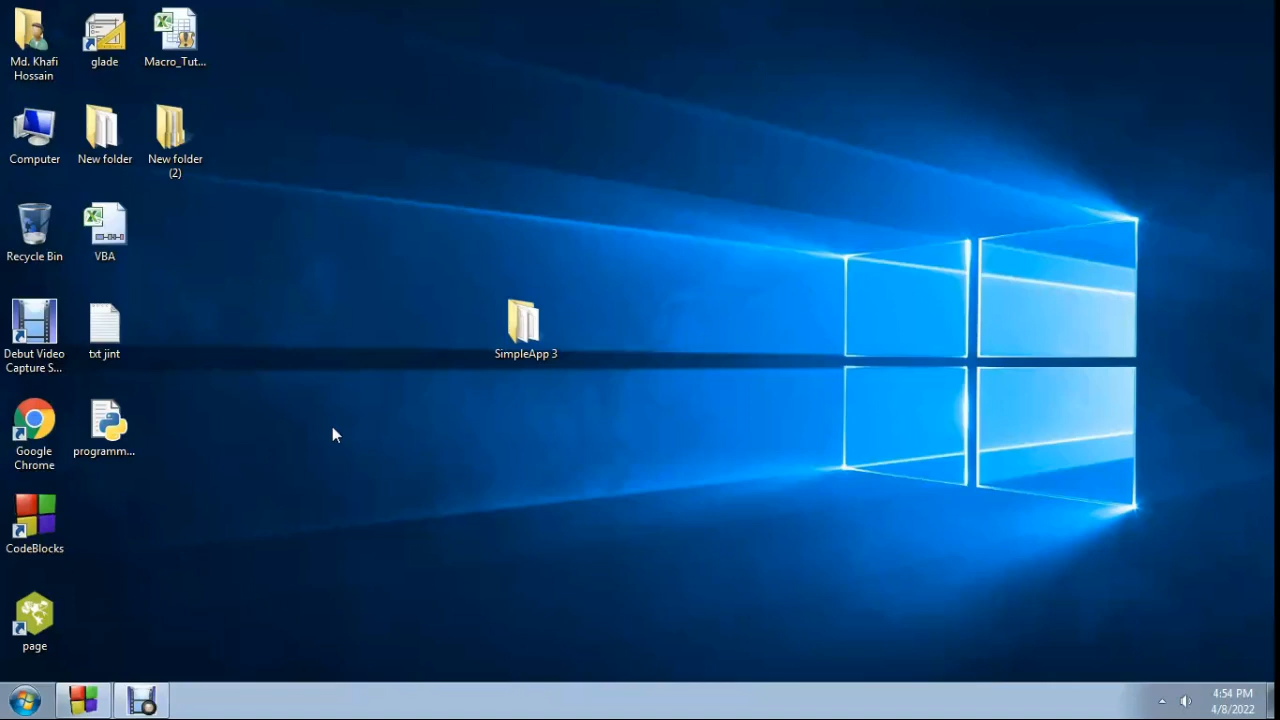 Md. Khafi
Hossain
glade
Macro_Tut...
Computer
New folder
New folder
(2)
Recycle Bin
VBA
Debut Video
Capture S...
txt jint
SimpleApp 3
Google
Chrome
programm...
CodeBlocks
page
4:54 PM
4/8/2022